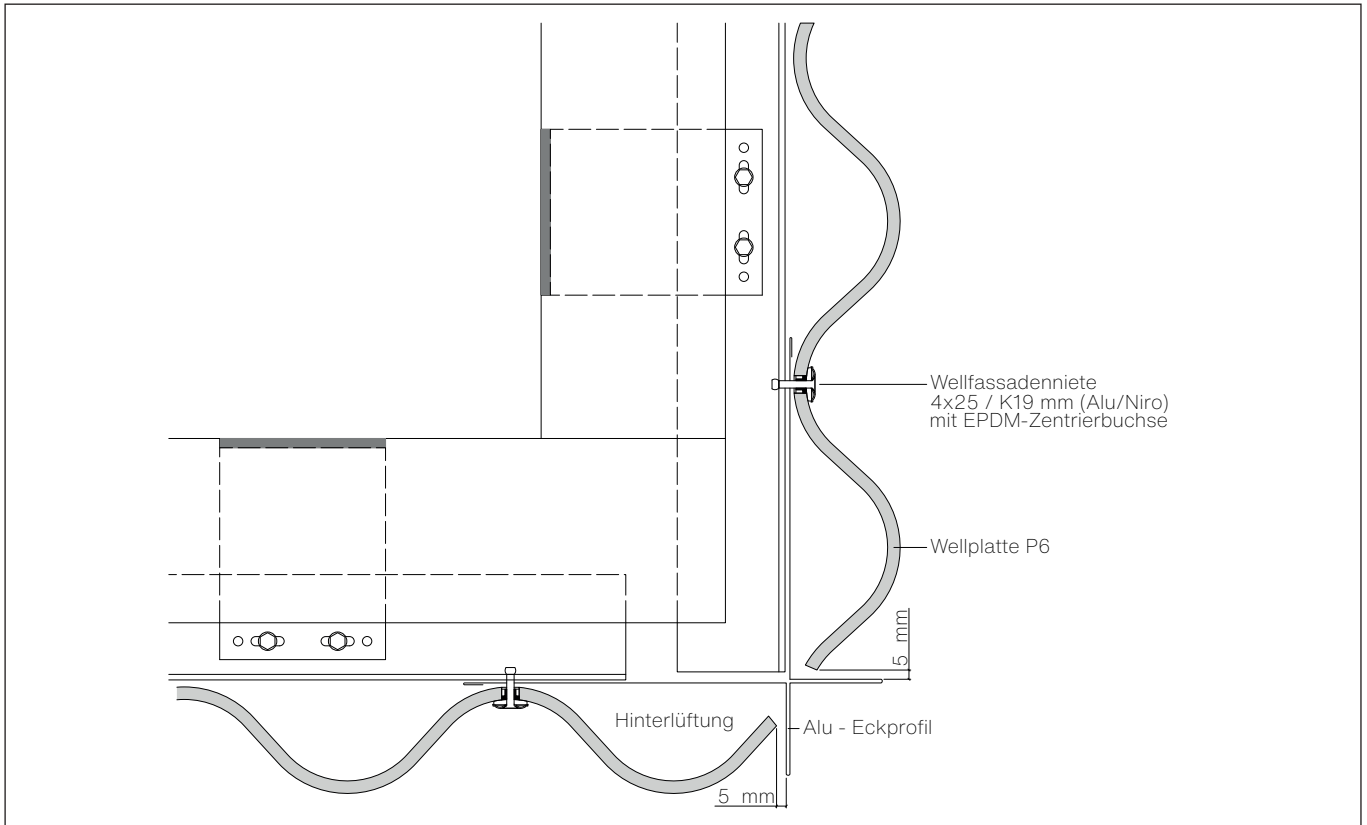 Wellfassadenniete
4x25 / K19 mm (Alu/Niro)
mit EPDM-Zentrierbuchse
Wellplatte P6
5 mm
Hinterlüftung
Alu - Eckprofil
5 mm